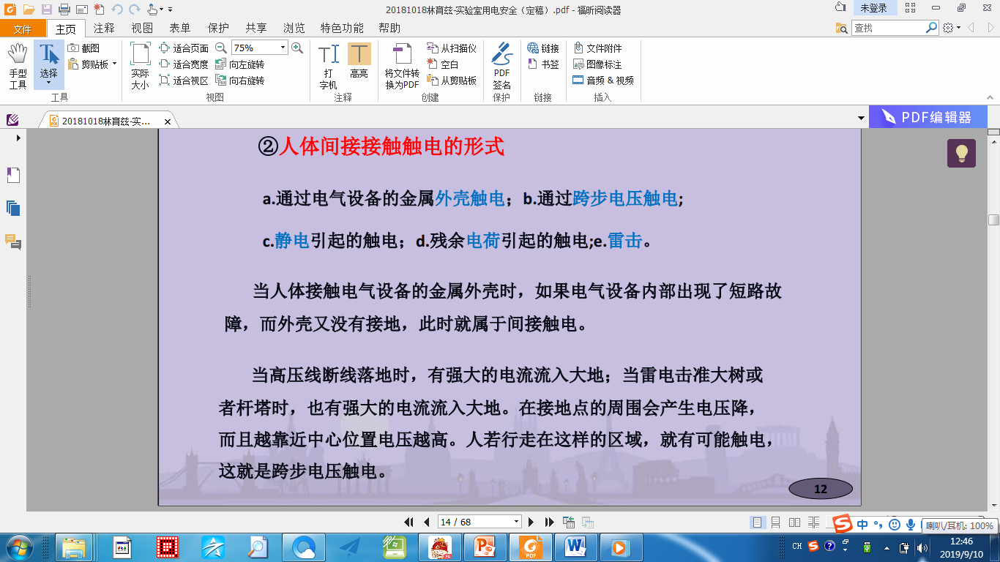 20181018林育兹-实验室用电安全（定稿）.pdf - 福昕阅读器
未登录
文件 主页 注释 视图 表单 保护 共享 浏览 特色功能 帮助
查找
手型工具
选择
截图
剪贴板
工具
实际大小
适合页面
适合宽度
适合视区
75%
向左旋转
向右旋转
视图
打字机
高亮
注释
将文件转换为PDF
从扫描仪
空白
从剪贴板
创建
PDF签名
保护
链接
书签
链接
文件附件
图像标注
音频 & 视频
插入
20181018林育兹-实...
PDF编辑器
②人体间接接触触电的形式
a.通过电气设备的金属外壳触电；b.通过跨步电压触电;
c.静电引起的触电；d.残余电荷引起的触电;e.雷击。
当人体接触电气设备的金属外壳时，如果电气设备内部出现了短路故
障，而外壳又没有接地，此时就属于间接触电。
当高压线断线落地时，有强大的电流流入大地；当雷电击准大树或
者杆塔时，也有强大的电流流入大地。在接地点的周围会产生电压降，
而且越靠近中心位置电压越高。人若行走在这样的区域，就有可能触电，
这就是跨步电压触电。
12
14 / 68
中
喇叭/耳机: 100%
CH
12:46
2019/9/10